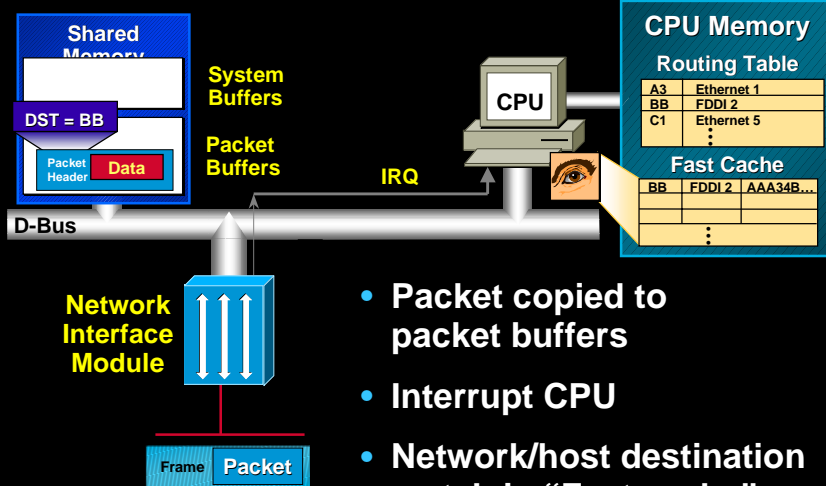 Shared
Memory
System
Buffers
DST = BB
Packet
Header
Data
Packet
Buffers
IRQ
CPU
CPU Memory
Routing Table
A3 Ethernet 1
BB FDDI 2
C1 Ethernet 5
Fast Cache
BB FDDI 2 AAA34B…
D-Bus
Network
Interface
Module
Frame Packet
• Packet copied to
packet buffers
• Interrupt CPU
• Network/host destination